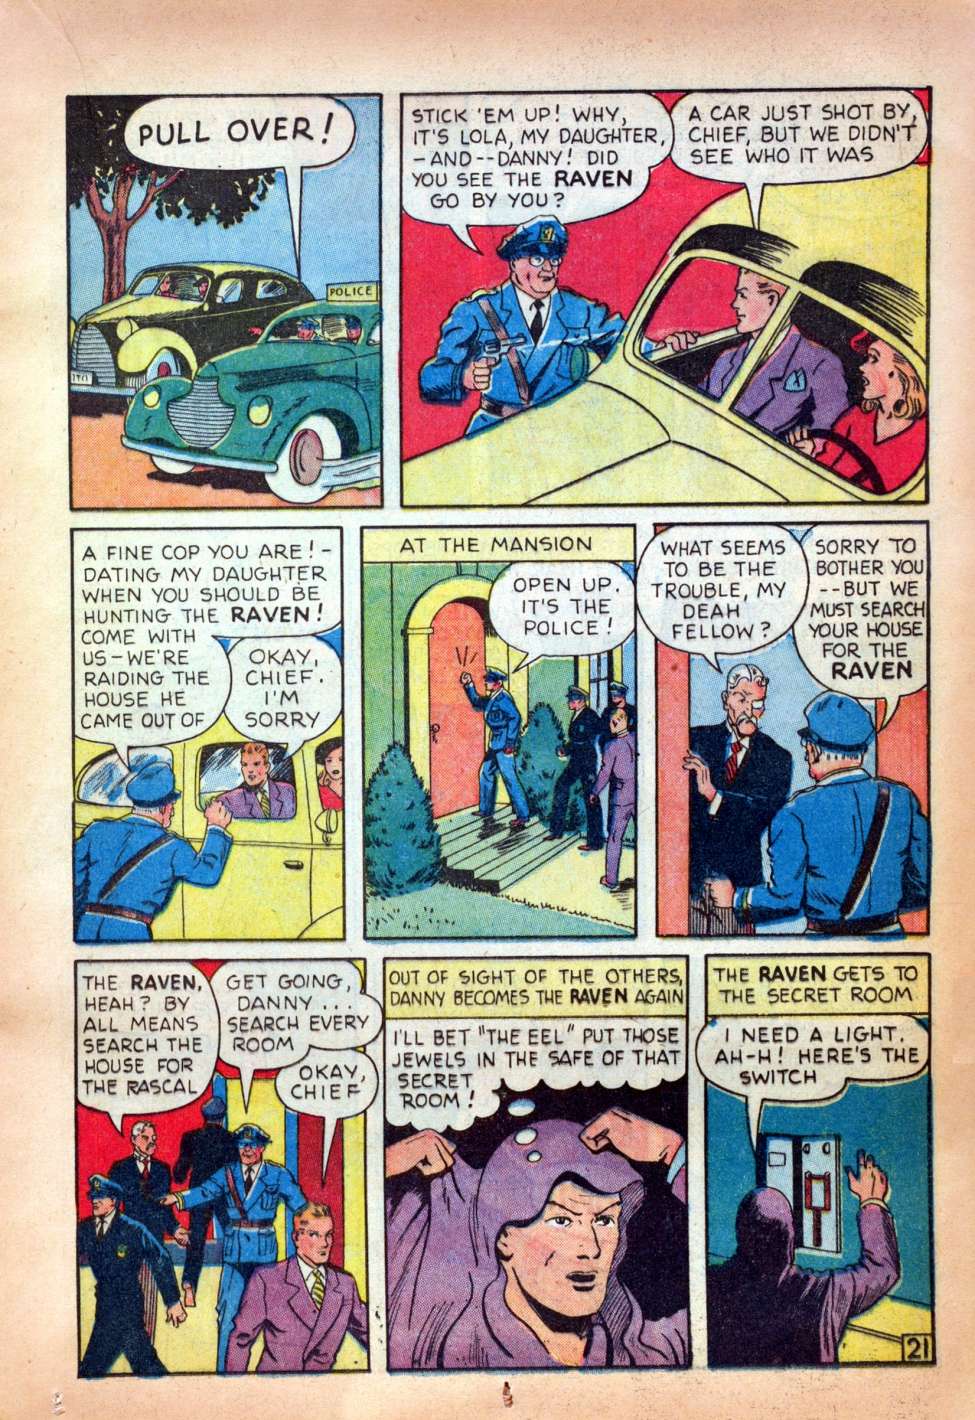 PULL OVER!
POLICE
STICK 'EM UP! WHY,
IT'S LOLA, MY DAUGHTER,
-AND--DANNY! DID
YOU SEE THE RAVEN
GO BY YOU?
A CAR JUST SHOT BY,
CHIEF, BUT WE DIDN'T
SEE WHO IT WAS
A FINE COP YOU ARE!-
DATING MY DAUGHTER
WHEN YOU SHOULD BE
HUNTING THE RAVEN!
COME WITH
US-WE'RE
RAIDING THE
HOUSE HE
CAME OUT OF
OKAY,
CHIEF.
I'M
SORRY
AT THE MANSION
OPEN UP.
IT'S THE
POLICE!
WHAT SEEMS
TO BE THE
TROUBLE, MY
DEAH
FELLOW?
SORRY TO
BOTHER YOU
--BUT WE
MUST SEARCH
YOUR HOUSE
FOR THE
RAVEN
THE RAVEN,
HEAH? BY
ALL MEANS
SEARCH THE
HOUSE FOR
THE RASCAL
GET GOING,
DANNY...
SEARCH EVERY
ROOM
OKAY,
CHIEF
OUT OF SIGHT OF THE OTHERS,
DANNY BECOMES THE RAVEN AGAIN
I'LL BET "THE EEL" PUT THOSE
JEWELS IN THE SAFE OF THAT
SECRET
ROOM!
THE RAVEN GETS TO
THE SECRET ROOM
I NEED A LIGHT.
AH-H! HERE'S THE
SWITCH
21